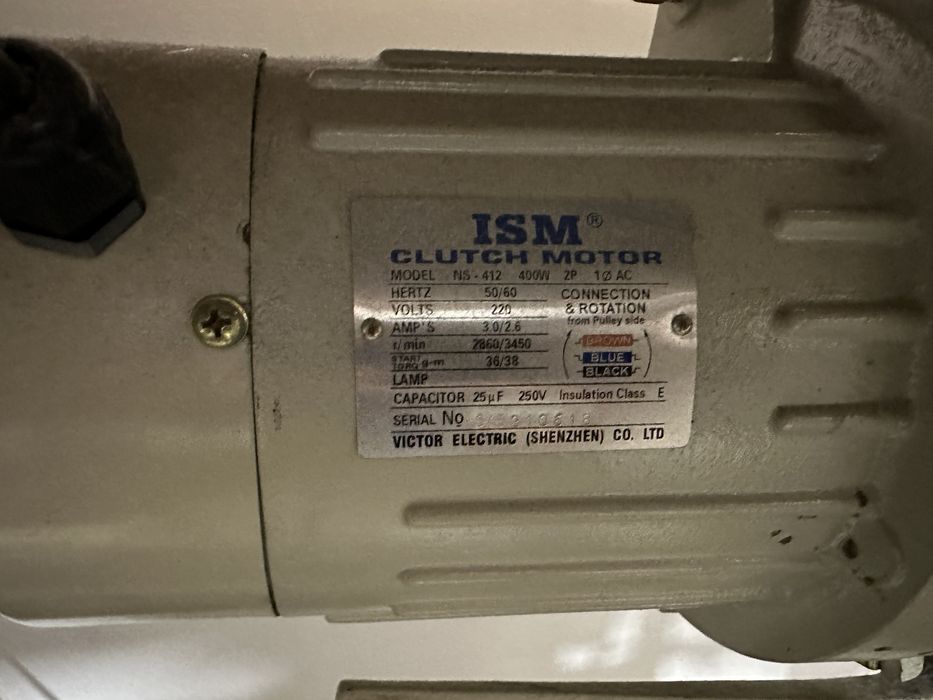 ISM®
CLUTCH MOTOR
MODEL NS-412 400W 2P 1Ø AC
HERTZ 50/60
VOLTS 220
AMP'S 3.0/2.6
r/min 2860/3450
START TORQ g-m 36/38
LAMP
CONNECTION
& ROTATION
from Pulley side
BROWN
BLUE
BLACK
CAPACITOR 25µF 250V Insulation Class E
SERIAL No
VICTOR ELECTRIC (SHENZHEN) CO. LTD